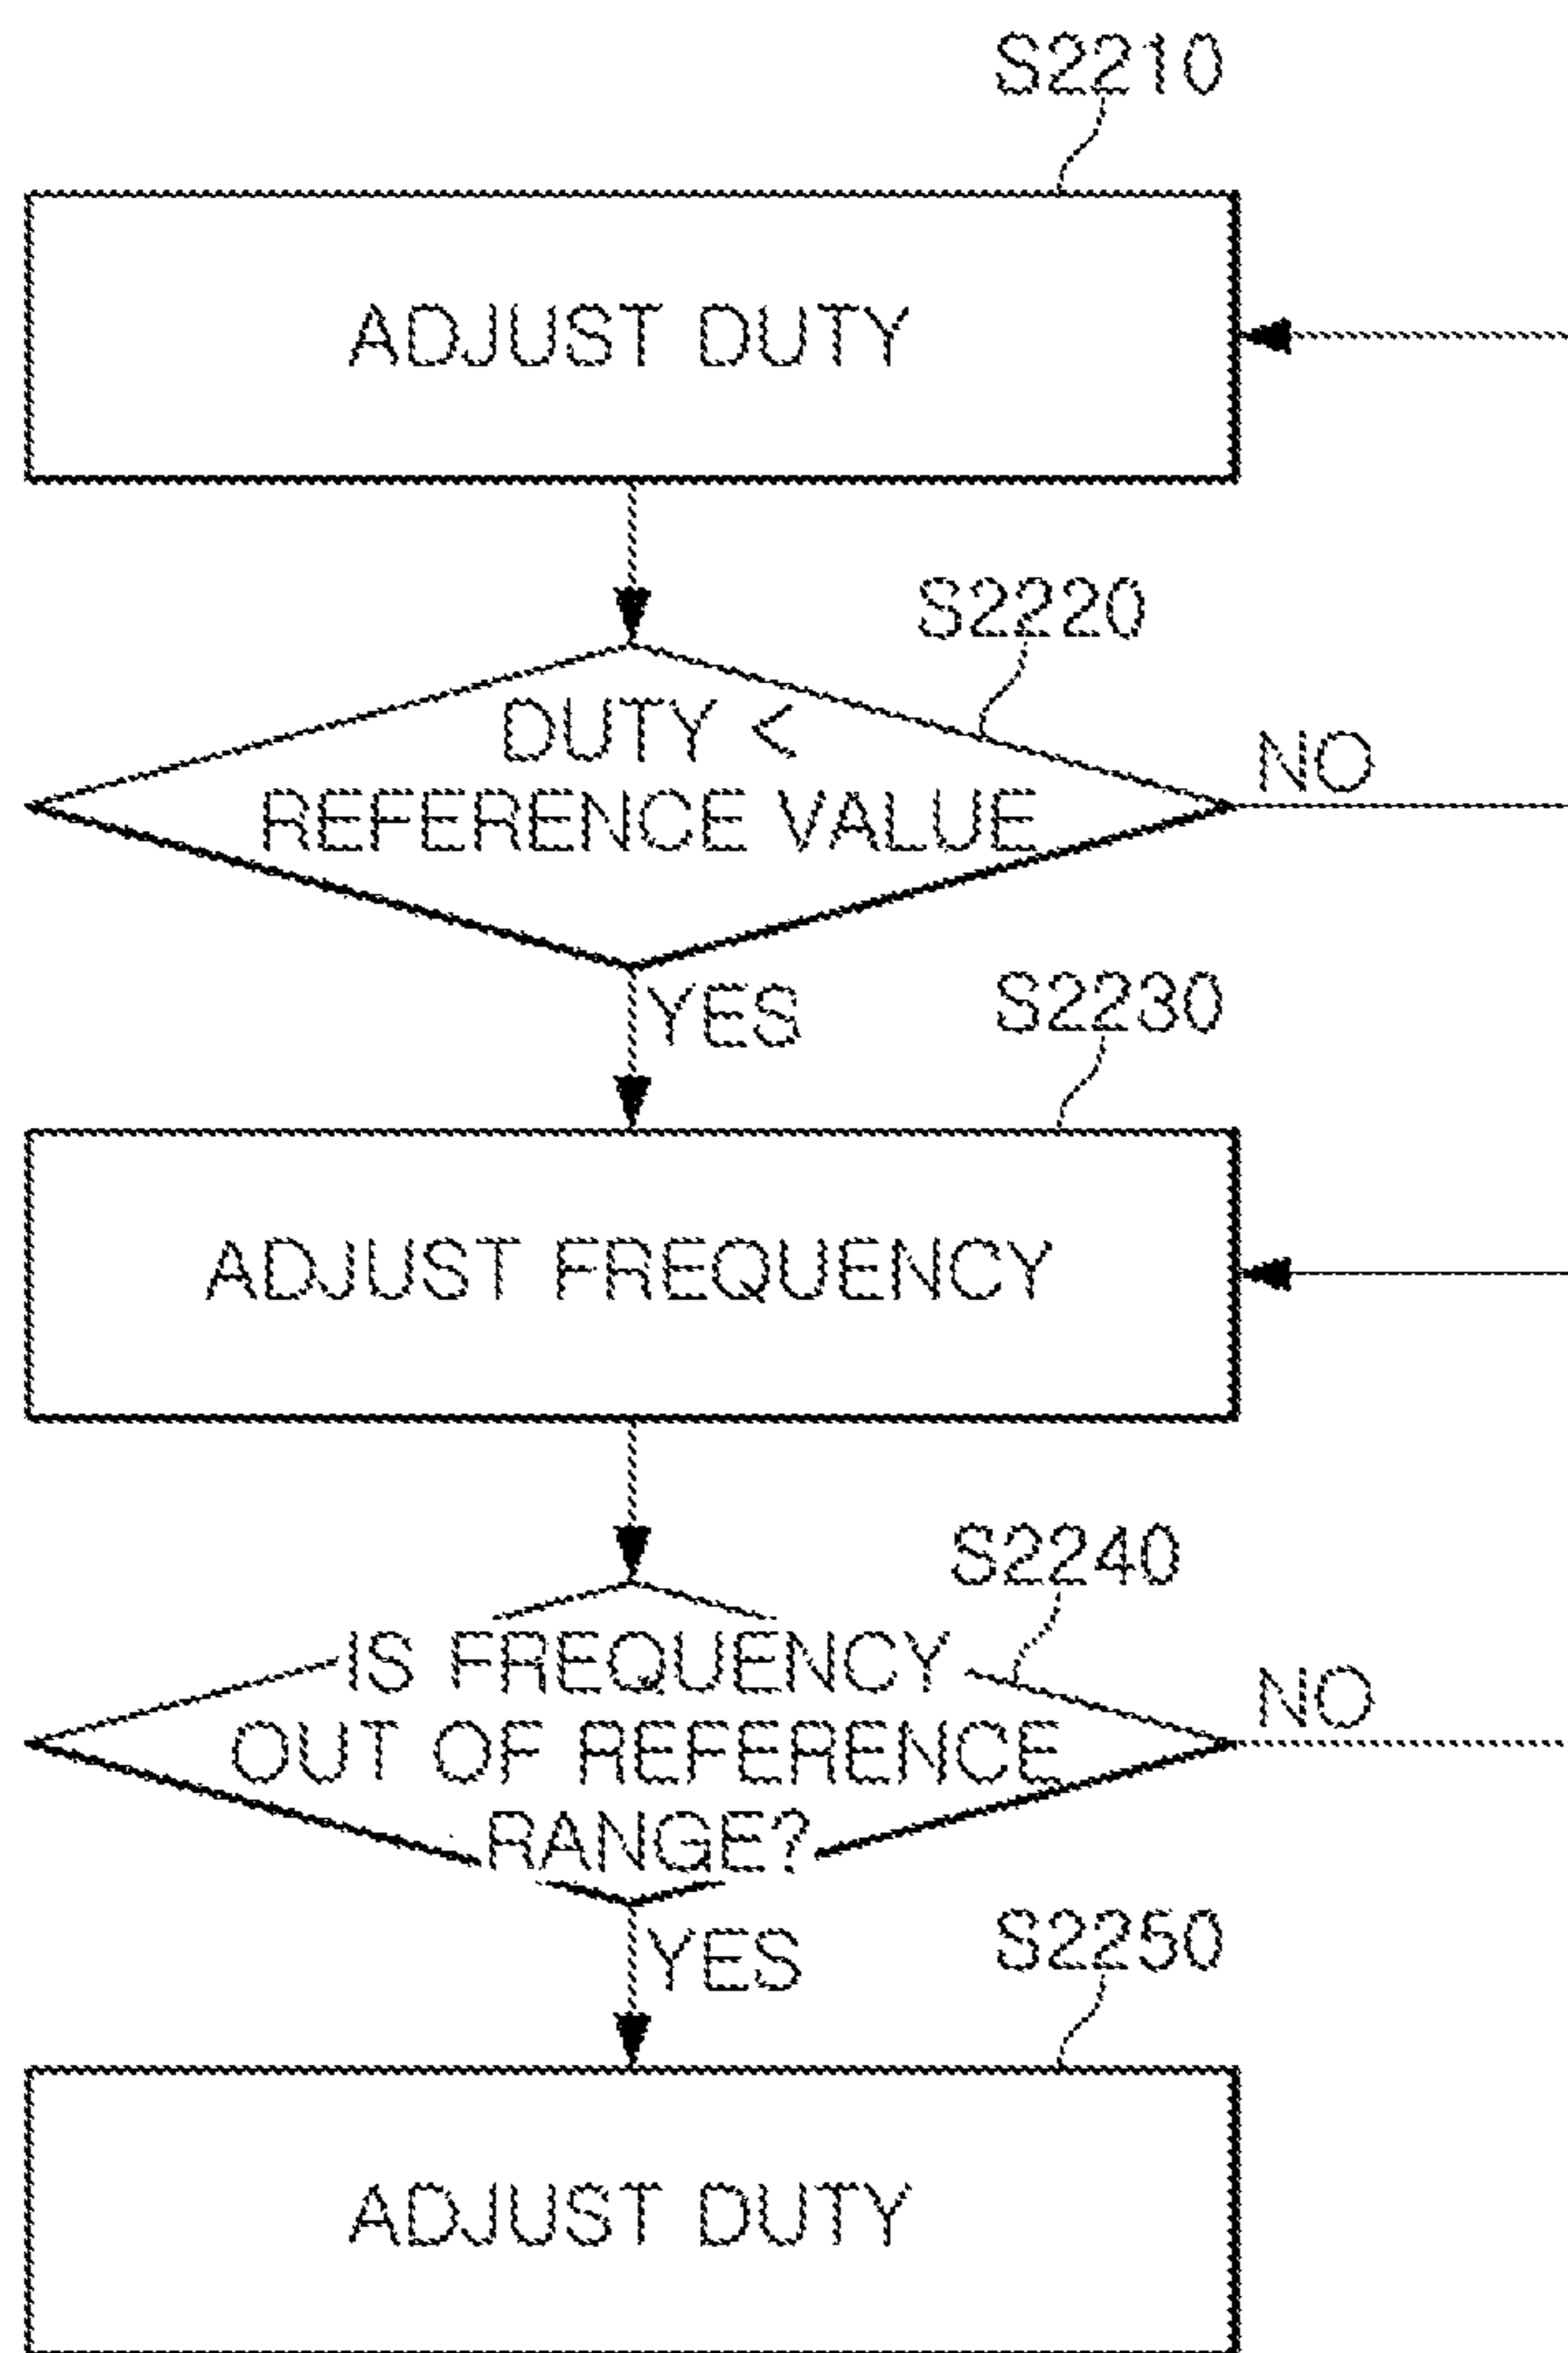 S2210
ADJUST DUTY
S2220
DUTY <
REFERENCE VALUE
NO
YES
S2230
ADJUST FREQUENCY
S2240
IS FREQUENCY
OUT OF REFERENCE
RANGE?
NO
YES
S2250
ADJUST DUTY